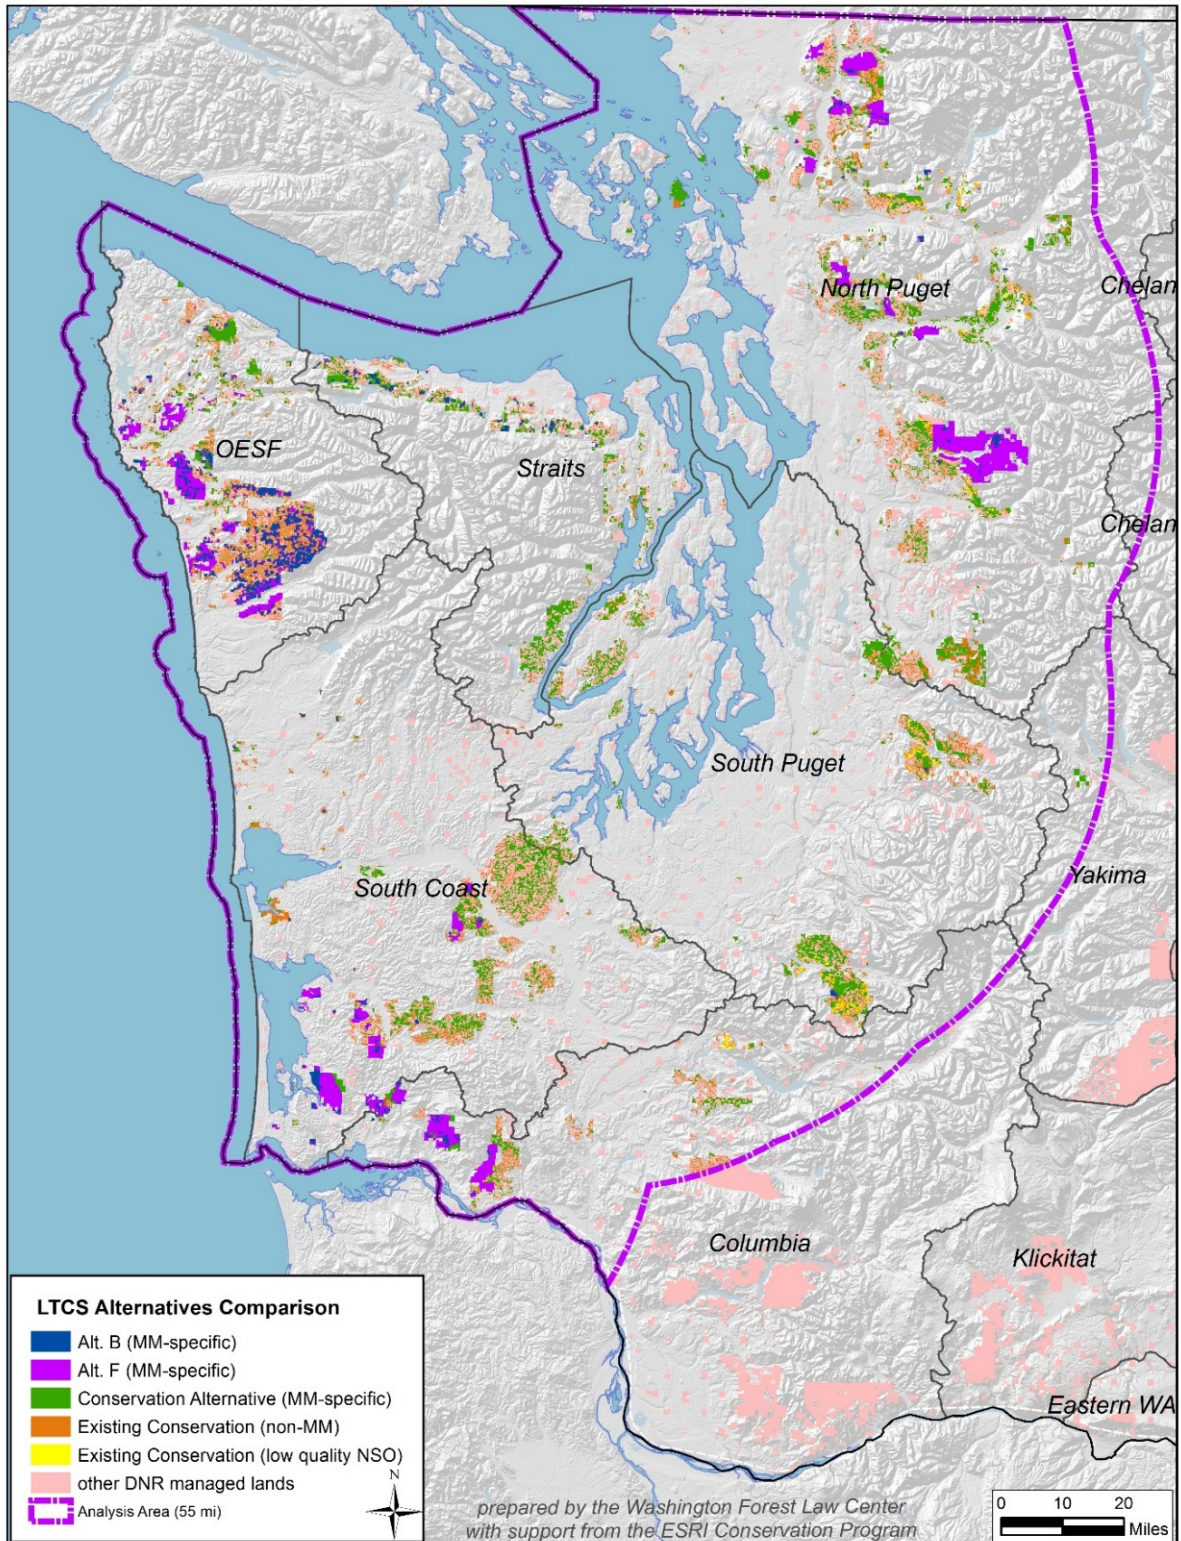 North Puget
Chelan
OESF
Straits
Chelan
South Puget
South Coast
Yakima
Columbia
Klickitat
Eastern WA
LTCS Alternatives Comparison
Alt. B (MM-specific)
Alt. F (MM-specific)
Conservation Alternative (MM-specific)
Existing Conservation (non-MM)
Existing Conservation (low quality NSO)
other DNR managed lands
Analysis Area (55 mi)
N
prepared by the Washington Forest Law Center
with support from the ESRI Conservation Program
0 10 20
Miles